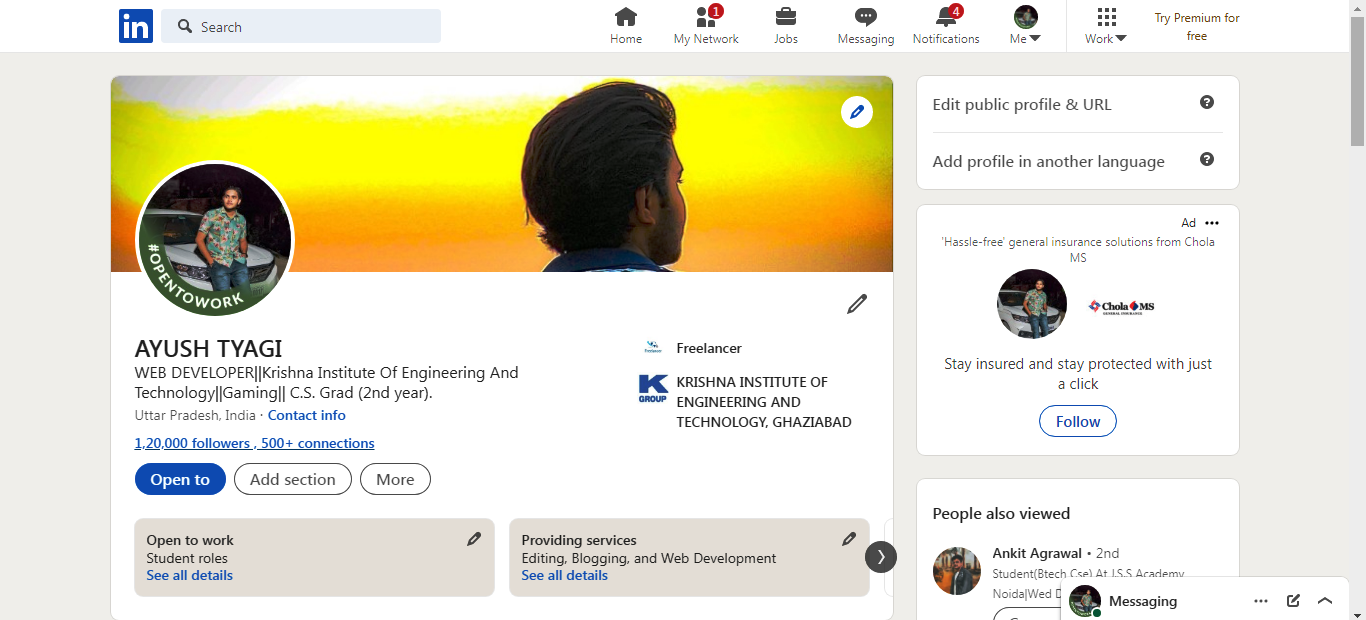 in
Search
Home
1
My Network
Jobs
Messaging
4
Notifications
Me
Work
Try Premium for
free
#OPENTOWORK
AYUSH TYAGI
WEB DEVELOPER||Krishna Institute Of Engineering And
Technology||Gaming|| C.S. Grad (2nd year).
Uttar Pradesh, India · Contact info
1,20,000 followers , 500+ connections
Open to
Add section
More
Freelancer
Freelancer
K
GROUP
KRISHNA INSTITUTE OF
ENGINEERING AND
TECHNOLOGY, GHAZIABAD
Open to work
Student roles
See all details
Providing services
Editing, Blogging, and Web Development
See all details
Edit public profile & URL
Add profile in another language
Ad
'Hassle-free' general insurance solutions from Chola
MS
Chola MS
GENERAL INSURANCE
Stay insured and stay protected with just
a click
Follow
People also viewed
Ankit Agrawal • 2nd
Student(Btech Cse) At J.S.S Academy
Noida|Wed D
Messaging